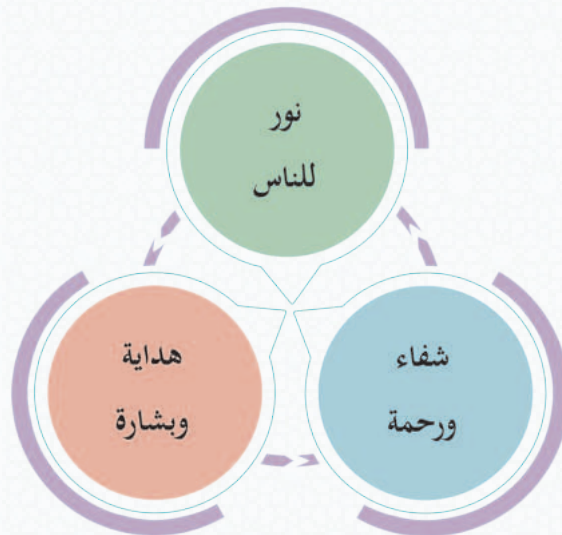 نور
للناس
شفاء
ورحمة
هداية
وبشارة